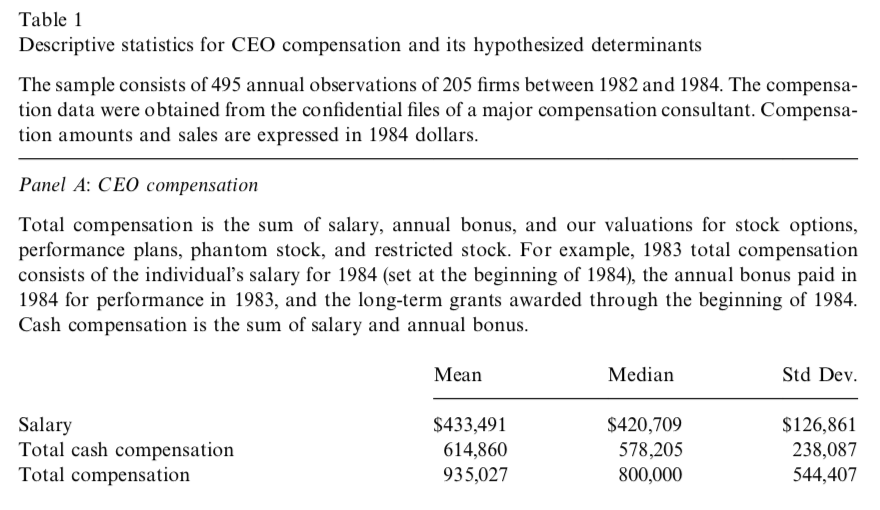 Table 1
Descriptive statistics for CEO compensation and its hypothesized determinants
The sample consists of 495 annual observations of 205 firms between 1982 and 1984. The compensa-
tion data were obtained from the confidential files of a major compensation consultant. Compensa-
tion amounts and sales are expressed in 1984 dollars.
Panel A: CEO compensation
Total compensation is the sum of salary, annual bonus, and our valuations for stock options,
performance plans, phantom stock, and restricted stock. For example, 1983 total compensation
consists of the individual's salary for 1984 (set at the beginning of 1984), the annual bonus paid in
1984 for performance in 1983, and the long-term grants awarded through the beginning of 1984.
Cash compensation is the sum of salary and annual bonus.
Mean Median Std Dev.
Salary $433,491 $420,709 $126,861
Total cash compensation 614,860 578,205 238,087
Total compensation 935,027 800,000 544,407